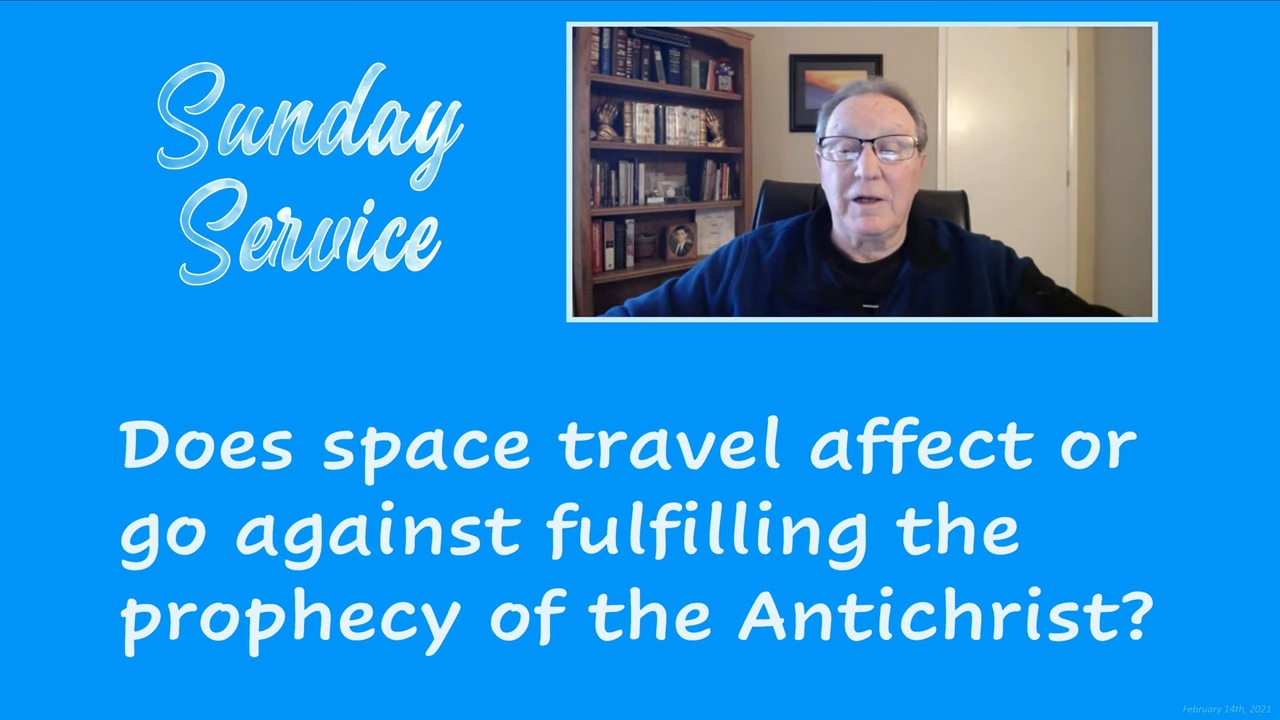 Sunday
Service
Does space travel affect or
go against fulfilling the
prophecy of the Antichrist?
February 14th, 2021